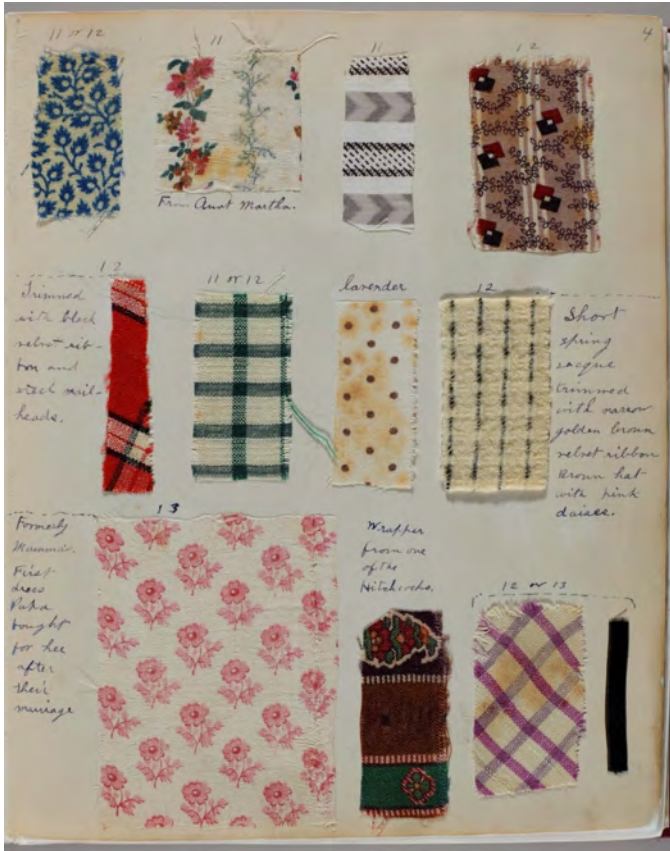 4
11 or 12
11
11
12
From Aunt Martha.
12
11 or 12
lavender
12
Trimmed
with black
velvet rib-
bon and
steel nail-
heads.
Short
spring
sacque
trimmed
with narrow
golden brown
velvet ribbon
Brown hat
with pink
daises.
13
Formerly
Mamma's.
First
dress
Papa
bought
for her
after
their
marriage
Wrapper
from one
of the
Hitchcocks.
12 or 13